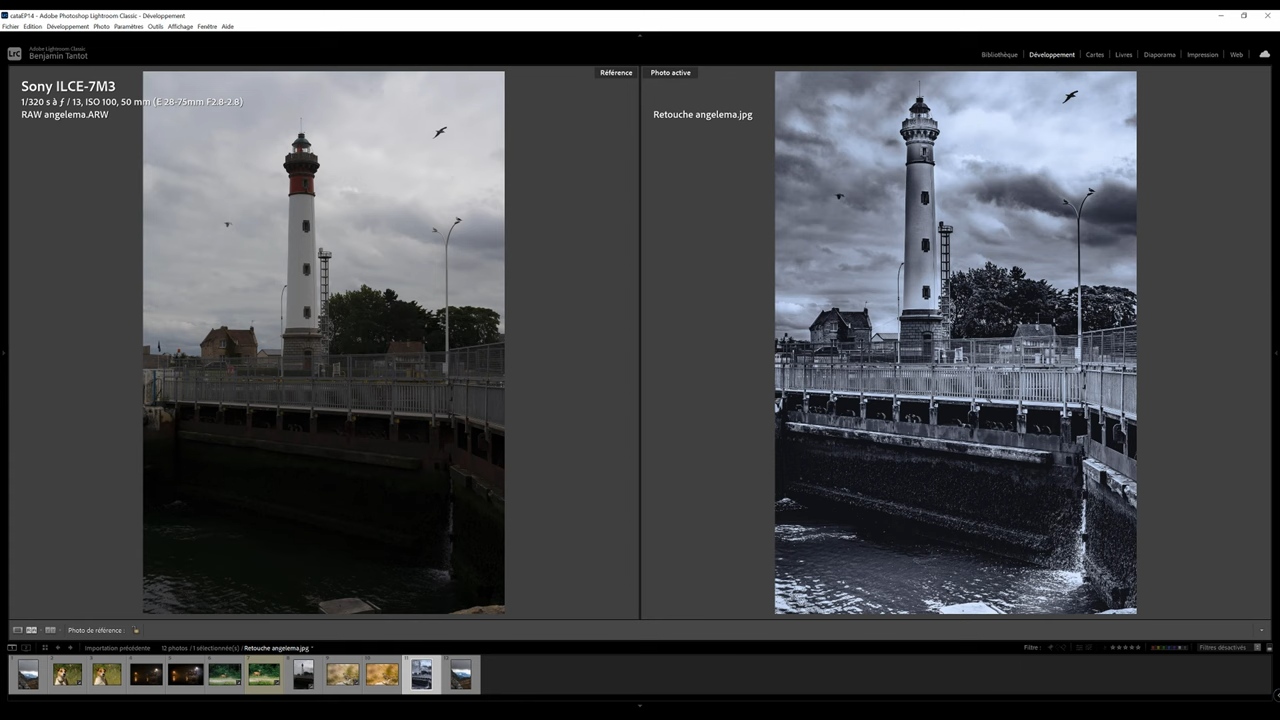 cataEP14 - Adobe Photoshop Lightroom Classic - Développement
Fichier Edition Développement Photo Paramètres Outils Affichage Fenêtre Aide
LrC
Adobe Lightroom Classic
Benjamin Tantot
Bibliothèque Développement Cartes Livres Diaporama Impression Web
Référence
Photo active
Sony ILCE-7M3
1/320 s à ƒ / 13, ISO 100, 50 mm (E 28-75mm F2.8-2.8)
RAW angelema.ARW
Retouche angelema.jpg
Photo de référence :
Importation précédente
12 photos / 1 sélectionnée(s) / Retouche angelema.jpg
Filtre :
Filtres désactivés